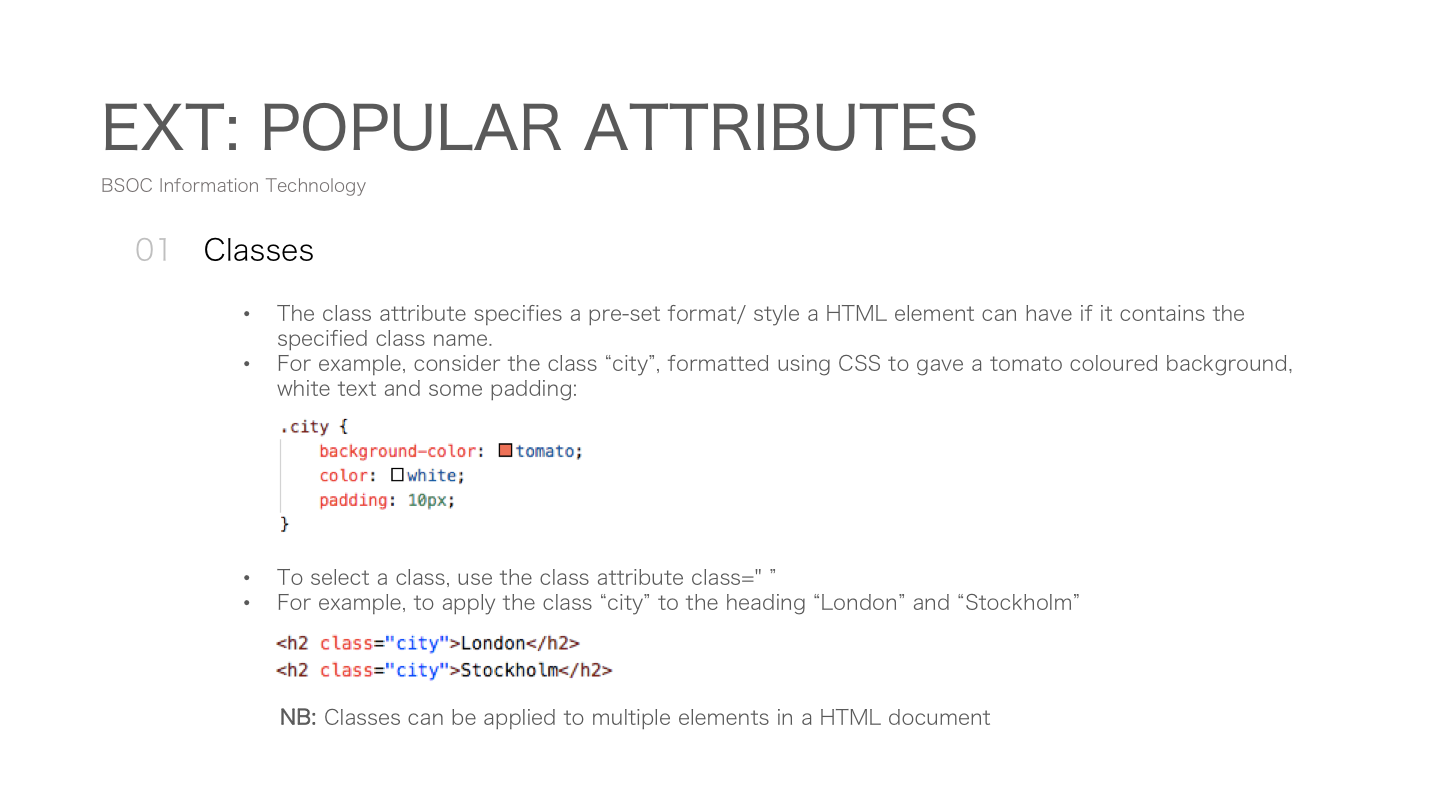 EXT: POPULAR ATTRIBUTES
BSOC Information Technology
01 Classes
• The class attribute specifies a pre-set format/ style a HTML element can have if it contains the
specified class name.
• For example, consider the class “city”, formatted using CSS to gave a tomato coloured background,
white text and some padding:
.city {
background-color: tomato;
color: white;
padding: 10px;
}
• To select a class, use the class attribute class=" ”
• For example, to apply the class “city” to the heading “London” and “Stockholm”
<h2 class="city">London</h2>
<h2 class="city">Stockholm</h2>
NB: Classes can be applied to multiple elements in a HTML document